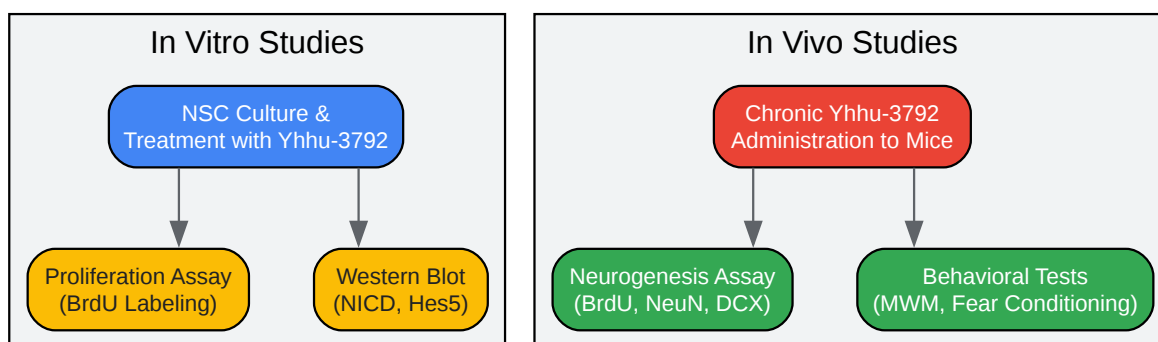 In Vitro Studies
NSC Culture &
Treatment with Yhhu-3792
Proliferation Assay
(BrdU Labeling)
Western Blot
(NICD, Hes5)
In Vivo Studies
Chronic Yhhu-3792
Administration to Mice
Neurogenesis Assay
(BrdU, NeuN, DCX)
Behavioral Tests
(MWM, Fear Conditioning)